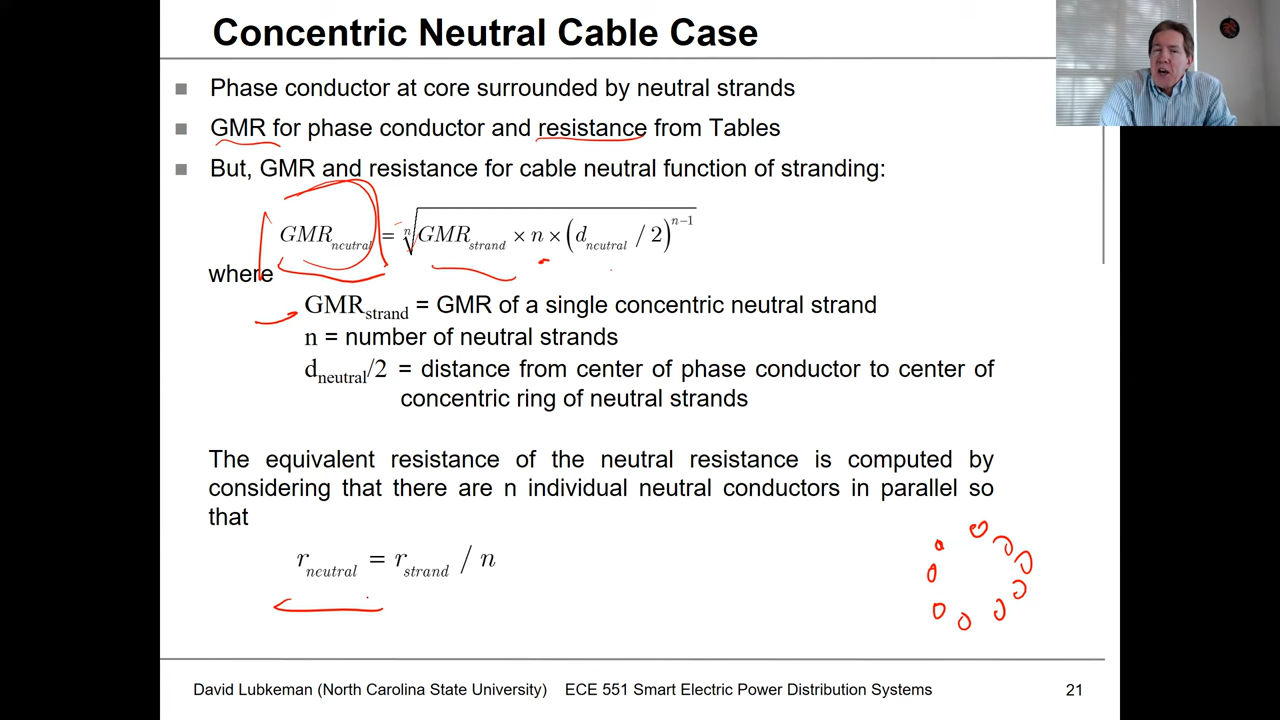 Concentric Neutral Cable Case
Phase conductor at core surrounded by neutral strands
GMR for phase conductor and resistance from Tables
But, GMR and resistance for cable neutral function of stranding:
GMR_neutral = ⁿ√(GMR_strand × n × (d_neutral / 2)^(n−1))
where
GMR_strand = GMR of a single concentric neutral strand
n = number of neutral strands
d_neutral/2 = distance from center of phase conductor to center of
concentric ring of neutral strands
The equivalent resistance of the neutral resistance is computed by
considering that there are n individual neutral conductors in parallel so
that
r_neutral = r_strand / n
David Lubkeman (North Carolina State University) ECE 551 Smart Electric Power Distribution Systems 21